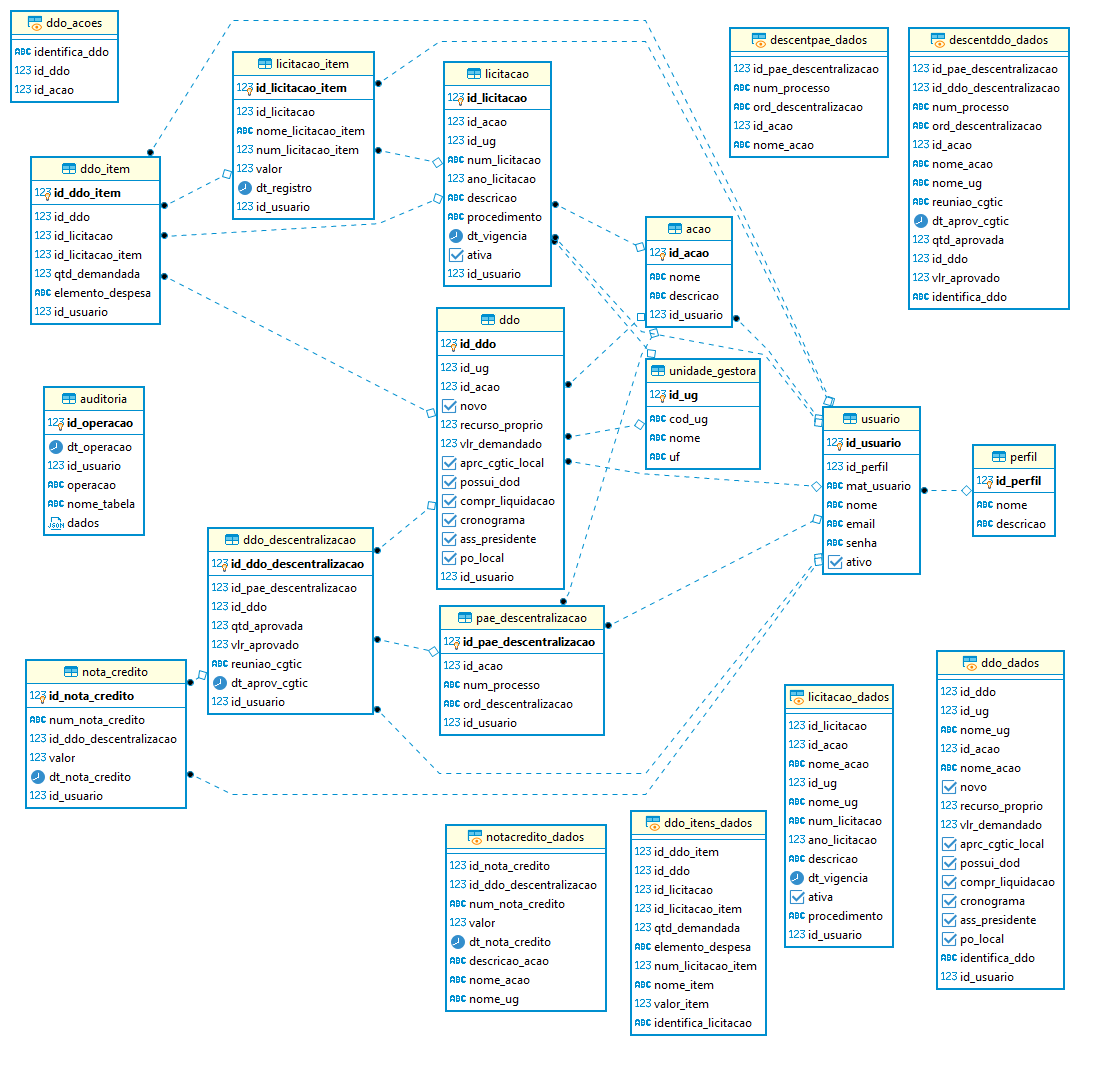 ddo_acoes
ABC identifica_ddo
123 id_ddo
123 id_acao
licitacao_item
123 id_licitacao_item
123 id_licitacao
ABC nome_licitacao_item
123 num_licitacao_item
123 valor
dt_registro
123 id_usuario
licitacao
123 id_licitacao
123 id_acao
123 id_ug
ABC num_licitacao
123 ano_licitacao
ABC descricao
ABC procedimento
dt_vigencia
ativa
123 id_usuario
descentpae_dados
123 id_pae_descentralizacao
ABC num_processo
ABC ord_descentralizacao
123 id_acao
ABC nome_acao
descentddo_dados
123 id_pae_descentralizacao
123 id_ddo_descentralizacao
ABC num_processo
ABC ord_descentralizacao
123 id_acao
ABC nome_acao
ABC nome_ug
ABC reuniao_cgtic
dt_aprov_cgtic
123 qtd_aprovada
123 id_ddo
123 vlr_aprovado
ABC identifica_ddo
ddo_item
123 id_ddo_item
123 id_ddo
123 id_licitacao
123 id_licitacao_item
123 qtd_demandada
ABC elemento_despesa
123 id_usuario
acao
123 id_acao
ABC nome
ABC descricao
123 id_usuario
ddo
123 id_ddo
123 id_ug
123 id_acao
novo
123 recurso_proprio
123 vlr_demandado
aprc_cgtic_local
possui_dod
compr_liquidacao
cronograma
ass_presidente
po_local
123 id_usuario
unidade_gestora
123 id_ug
ABC cod_ug
ABC nome
ABC uf
auditoria
123 id_operacao
dt_operacao
123 id_usuario
ABC operacao
ABC nome_tabela
JSON dados
usuario
123 id_usuario
123 id_perfil
ABC mat_usuario
ABC nome
ABC email
ABC senha
ativo
perfil
123 id_perfil
ABC nome
ABC descricao
ddo_descentralizacao
123 id_ddo_descentralizacao
123 id_pae_descentralizacao
123 id_ddo
123 qtd_aprovada
123 vlr_aprovado
ABC reuniao_cgtic
dt_aprov_cgtic
123 id_usuario
pae_descentralizacao
123 id_pae_descentralizacao
123 id_acao
ABC num_processo
ABC ord_descentralizacao
123 id_usuario
nota_credito
123 id_nota_credito
ABC num_nota_credito
123 id_ddo_descentralizacao
123 valor
dt_nota_credito
123 id_usuario
licitacao_dados
123 id_licitacao
123 id_acao
ABC nome_acao
123 id_ug
ABC nome_ug
ABC num_licitacao
123 ano_licitacao
ABC descricao
dt_vigencia
ativa
ABC procedimento
123 id_usuario
ddo_dados
123 id_ddo
123 id_ug
ABC nome_ug
123 id_acao
ABC nome_acao
novo
123 recurso_proprio
123 vlr_demandado
aprc_cgtic_local
possui_dod
compr_liquidacao
cronograma
ass_presidente
po_local
ABC identifica_ddo
123 id_usuario
notacredito_dados
123 id_nota_credito
123 id_ddo_descentralizacao
ABC num_nota_credito
123 valor
dt_nota_credito
ABC descricao_acao
ABC nome_acao
ABC nome_ug
ddo_itens_dados
123 id_ddo_item
123 id_ddo
123 id_licitacao
123 id_licitacao_item
123 qtd_demandada
ABC elemento_despesa
123 num_licitacao_item
ABC nome_item
123 valor_item
ABC identifica_licitacao